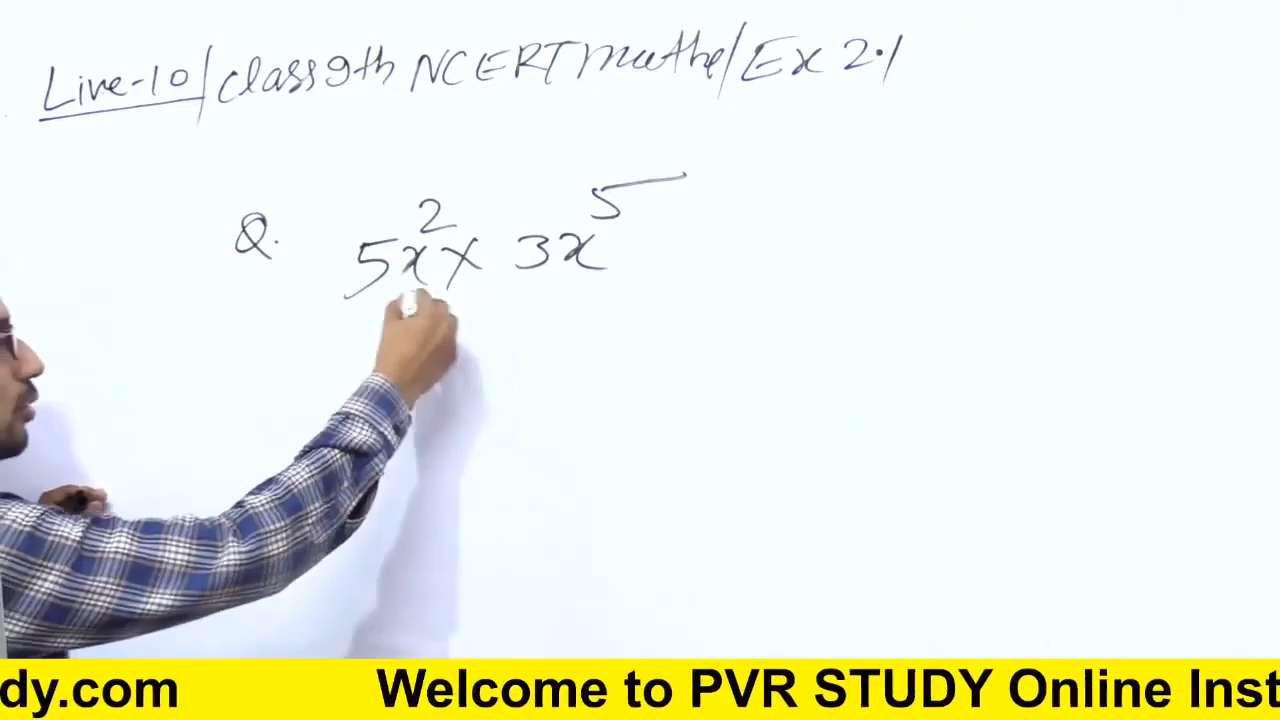 Live-10/class 9th NCERT maths/Ex 2.1
Q. 5x² × 3x⁵
dy.com Welcome to PVR STUDY Online Inst